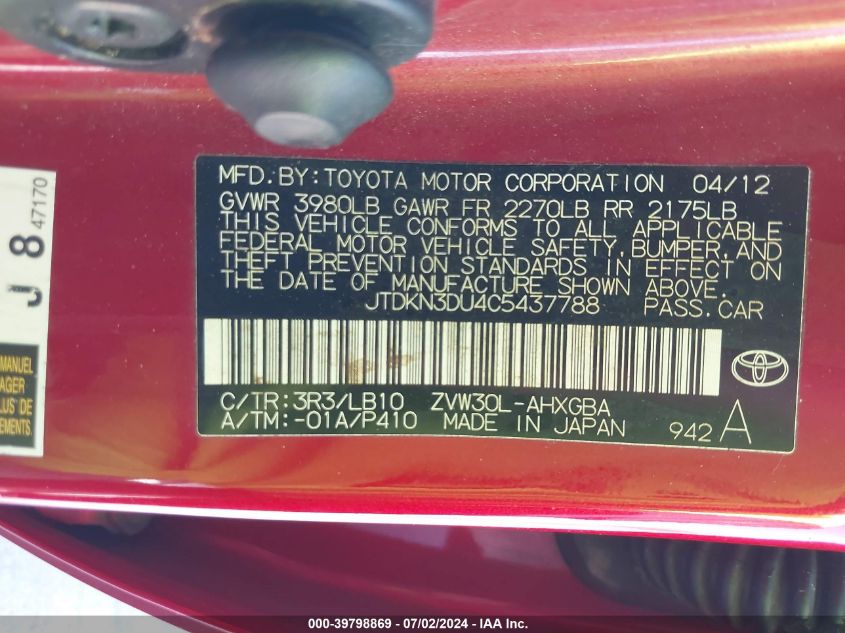 MFD. BY: TOYOTA MOTOR CORPORATION 04/12
GVWR 3980LB GAWR FR 2270LB RR 2175LB
THIS VEHICLE CONFORMS TO ALL APPLICABLE
FEDERAL MOTOR VEHICLE SAFETY, BUMPER, AND
THEFT PREVENTION STANDARDS IN EFFECT ON
THE DATE OF MANUFACTURE SHOWN ABOVE.
JTDKN3DU4C5437788 PASS. CAR
C/TR: 3R3/LB10 ZVW30L-AHXGBA
A/TM: -01A/P410 MADE IN JAPAN 942 A
J 8 47170
MANUEL
LUS DE
TEMENTS.
000-39798869 / 07/02/2024 - IAA Inc.